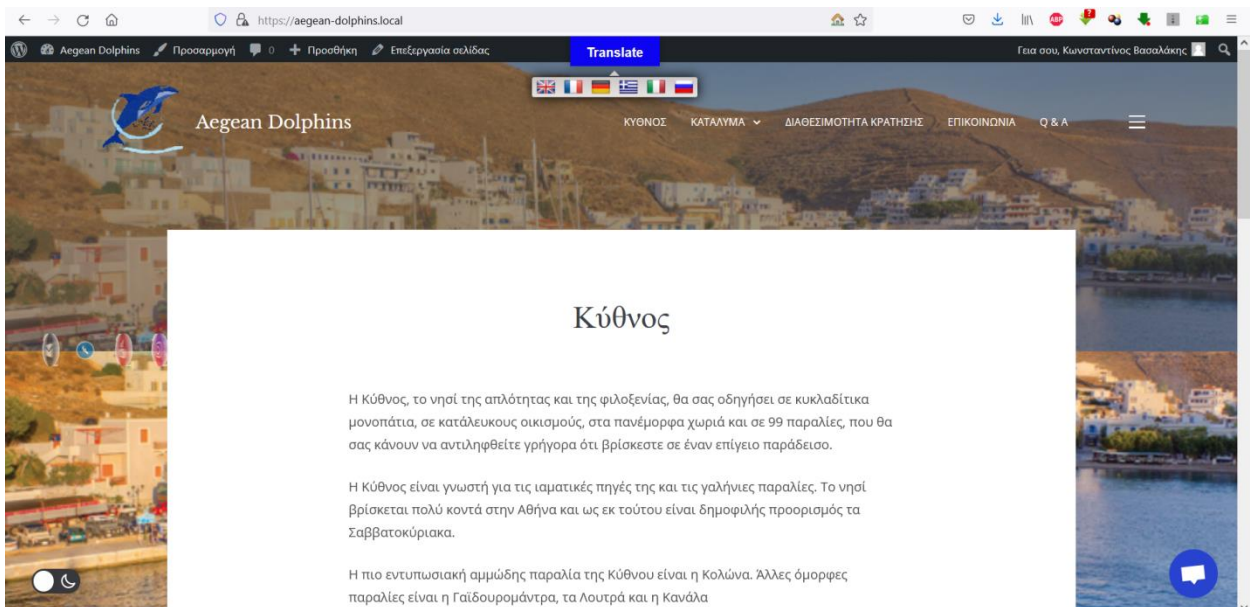 https://aegean-dolphins.local
Aegean Dolphins Προσαρμογή 0 Προσθήκη Επεξεργασία σελίδας Translate Γεια σου, Κωνσταντίνος Βασαλάκης
Aegean Dolphins ΚΥΘΝΟΣ ΚΑΤΑΛΥΜΑ ΔΙΑΘΕΣΙΜΟΤΗΤΑ ΚΡΑΤΗΣΗΣ ΕΠΙΚΟΙΝΩΝΙΑ Q & A
Κύθνος
Η Κύθνος, το νησί της απλότητας και της φιλοξενίας, θα σας οδηγήσει σε κυκλαδίτικα
μονοπάτια, σε κατάλευκους οικισμούς, στα πανέμορφα χωριά και σε 99 παραλίες, που θα
σας κάνουν να αντιληφθείτε γρήγορα ότι βρίσκεστε σε έναν επίγειο παράδεισο.
Η Κύθνος είναι γνωστή για τις ιαματικές πηγές της και τις γαλήνιες παραλίες. Το νησί
βρίσκεται πολύ κοντά στην Αθήνα και ως εκ τούτου είναι δημοφιλής προορισμός τα
Σαββατοκύριακα.
Η πιο εντυπωσιακή αμμώδης παραλία της Κύθνου είναι η Κολώνα. Άλλες όμορφες
παραλίες είναι η Γαϊδουρομάντρα, τα Λουτρά και η Κανάλα